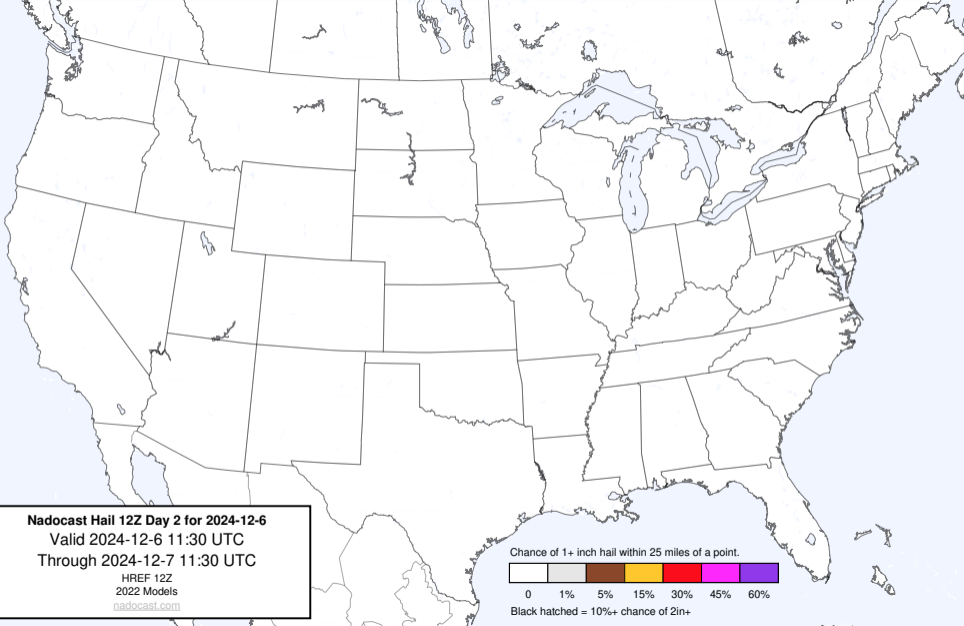 Nadocast Hail 12Z Day 2 for 2024-12-6
Valid 2024-12-6 11:30 UTC
Through 2024-12-7 11:30 UTC
HREF 12Z
2022 Models
nadocast.com
Chance of 1+ inch hail within 25 miles of a point.
0 1% 5% 15% 30% 45% 60%
Black hatched = 10%+ chance of 2in+